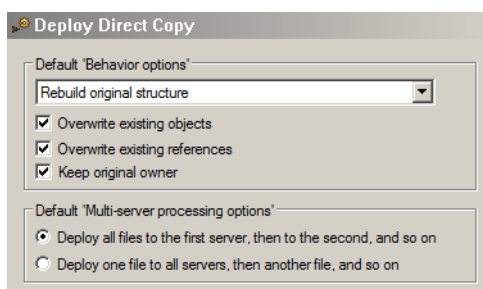 Deploy Direct Copy
Default 'Behavior options'
Rebuild original structure
Overwrite existing objects
Overwrite existing references
Keep original owner
Default 'Multi-server processing options'
Deploy all files to the first server, then to the second, and so on
Deploy one file to all servers, then another file, and so on